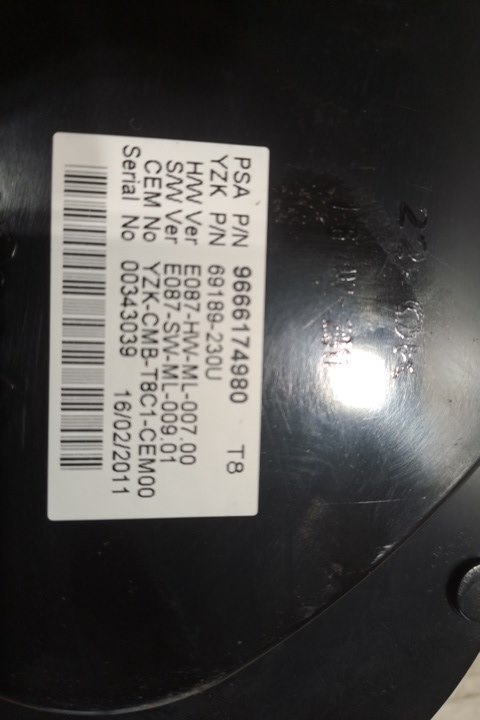 PSA P/N 9666174980 T8
YZK P/N 69189-230U
H/W Ver E087-HW-ML-007.00
S/W Ver E087-SW-ML-009.01
CEM No YZK-CMB-T8C1-CEM00
Serial No 00343039 16/02/2011